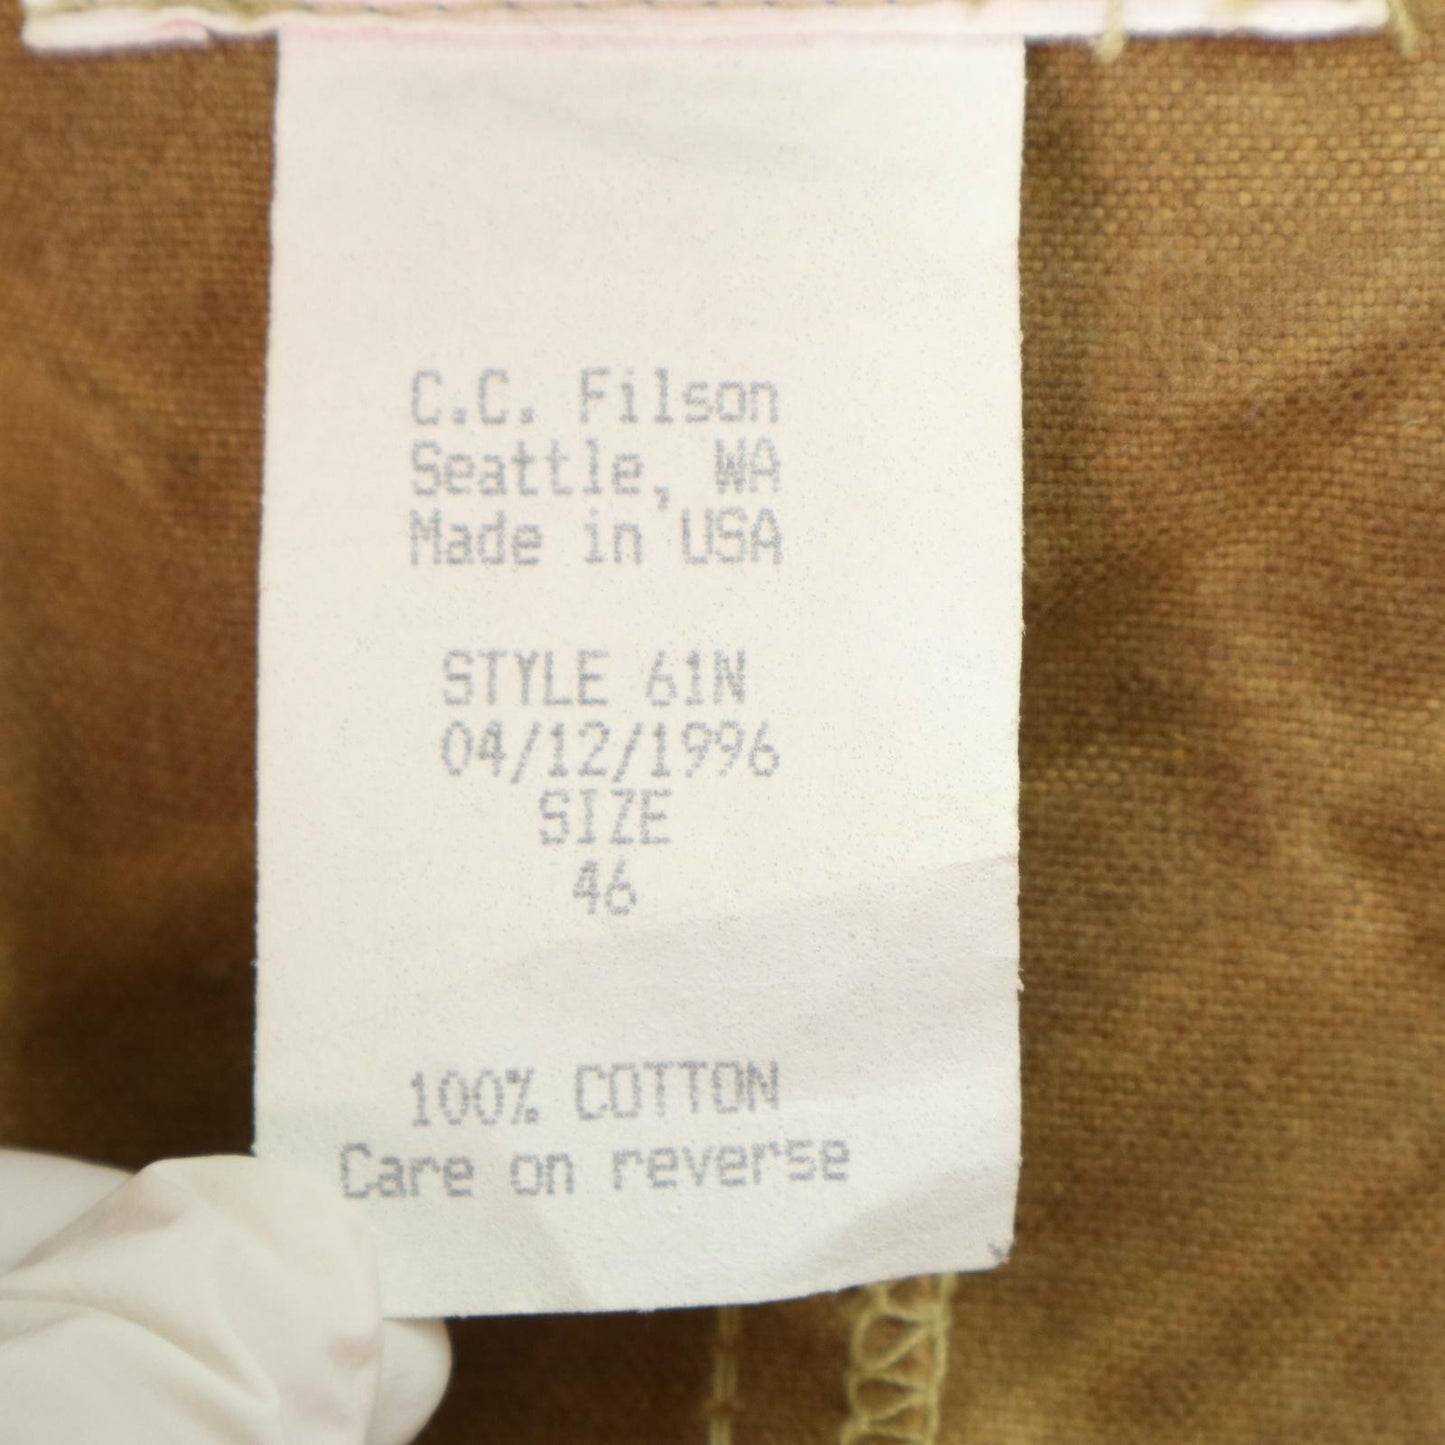 C.C. Filson
Seattle, WA
Made in USA
STYLE 61N
04/12/1996
SIZE
46
100% COTTON
Care on reverse